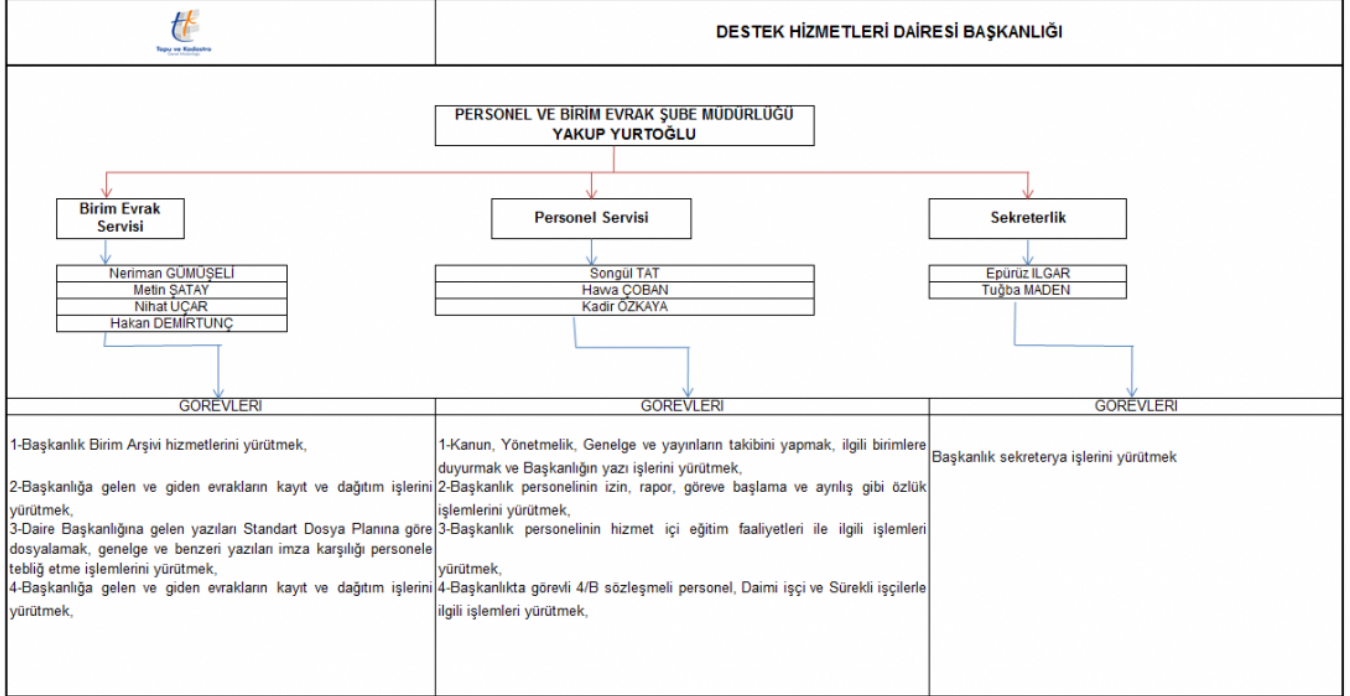 Tapu ve Kadastro
DESTEK HİZMETLERİ DAİRESİ BAŞKANLIĞI
PERSONEL VE BİRİM EVRAK ŞUBE MÜDÜRLÜĞÜ
YAKUP YURTOĞLU
Birim Evrak
Servisi
Personel Servisi
Sekreterlik
Neriman GÜMÜŞELİ
Metin ŞATAY
Nihat UÇAR
Hakan DEMİRTUNÇ
Songül TAT
Hawa ÇOBAN
Kadir ÖZKAYA
Epürüz ILGAR
Tuğba MADEN
GÖREVLERİ
1-Başkanlık Birim Arşivi hizmetlerini yürütmek,
2-Başkanlığa gelen ve giden evrakların kayıt ve dağıtım işlerini
yürütmek,
3-Daire Başkanlığına gelen yazıları Standart Dosya Planına göre
dosyalamak, genelge ve benzeri yazıları imza karşılığı personele
tebliğ etme işlemlerini yürütmek,
4-Başkanlığa gelen ve giden evrakların kayıt ve dağıtım işlerini
yürütmek,
GÖREVLERİ
1-Kanun, Yönetmelik, Genelge ve yayınların takibini yapmak, ilgili birimlere
duyurmak ve Başkanlığın yazı işlerini yürütmek,
2-Başkanlık personelinin izin, rapor, göreve başlama ve ayrılış gibi özlük
işlemlerini yürütmek,
3-Başkanlık personelinin hizmet içi eğitim faaliyetleri ile ilgili işlemleri
yürütmek,
4-Başkanlıkta görevli 4/B sözleşmeli personel, Daimi işçi ve Sürekli işçilerle
ilgili işlemleri yürütmek,
GÖREVLERİ
Başkanlık sekreterya işlerini yürütmek